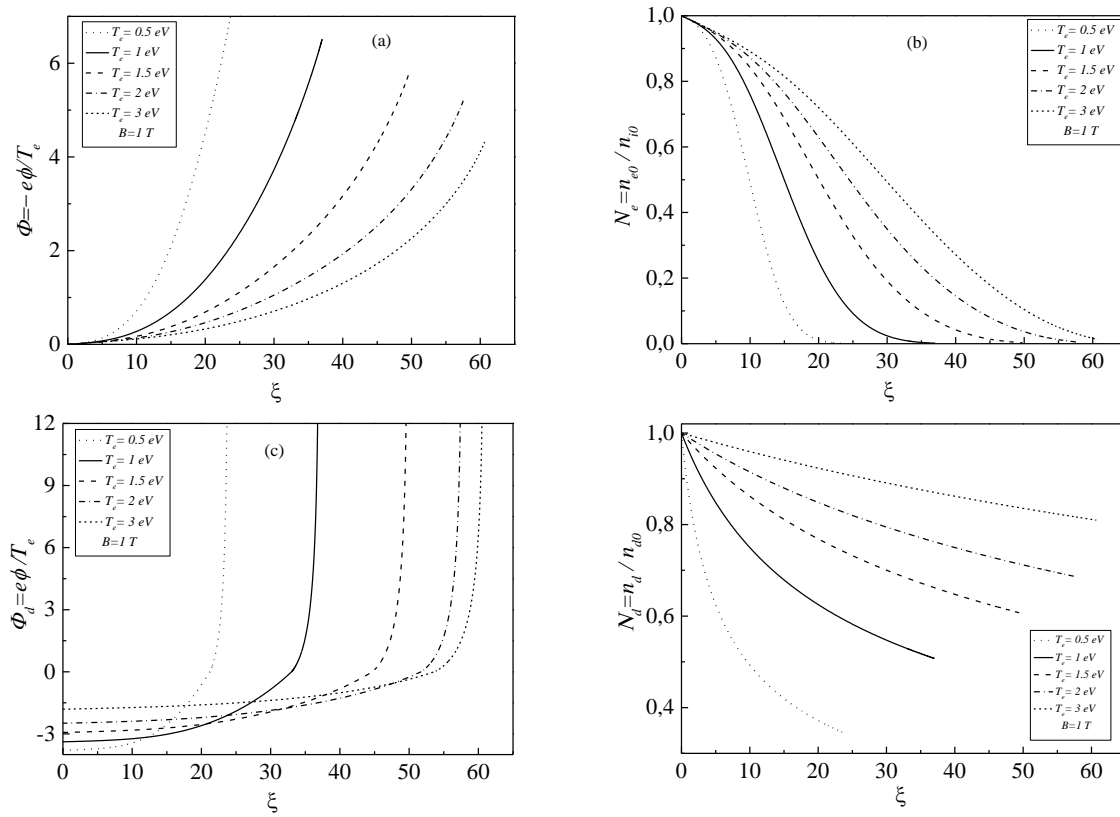 (a)
T_e= 0.5 eV
T_e= 1 eV
T_e= 1.5 eV
T_e= 2 eV
T_e= 3 eV
B=1 T
Φ=−eϕ/T_e
6
4
2
0
0 10 20 30 40 50 60
ξ
(b)
T_e= 0.5 eV
T_e= 1 eV
T_e= 1.5 eV
T_e= 2 eV
T_e= 3 eV
B=1 T
N_e=n_e0 / n_i0
1,0
0,8
0,6
0,4
0,2
0,0
0 10 20 30 40 50 60
ξ
(c)
T_e= 0.5 eV
T_e= 1 eV
T_e= 1.5 eV
T_e= 2 eV
T_e= 3 eV
B=1 T
Φ_d=eϕ/T_e
12
9
6
3
0
-3
0 10 20 30 40 50 60
ξ
N_d=n_d / n_d0
1,0
0,8
0,6
0,4
T_e= 0.5 eV
T_e= 1 eV
T_e= 1.5 eV
T_e= 2 eV
T_e= 3 eV
B=1 T
0 10 20 30 40 50 60
ξ